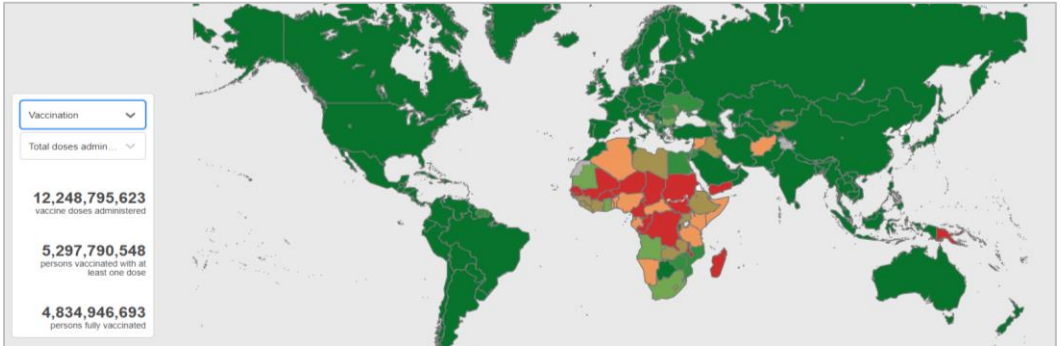 Vaccination
Total doses admin...
12,248,795,623
vaccine doses administered
5,297,790,548
persons vaccinated with at
least one dose
4,834,946,693
persons fully vaccinated